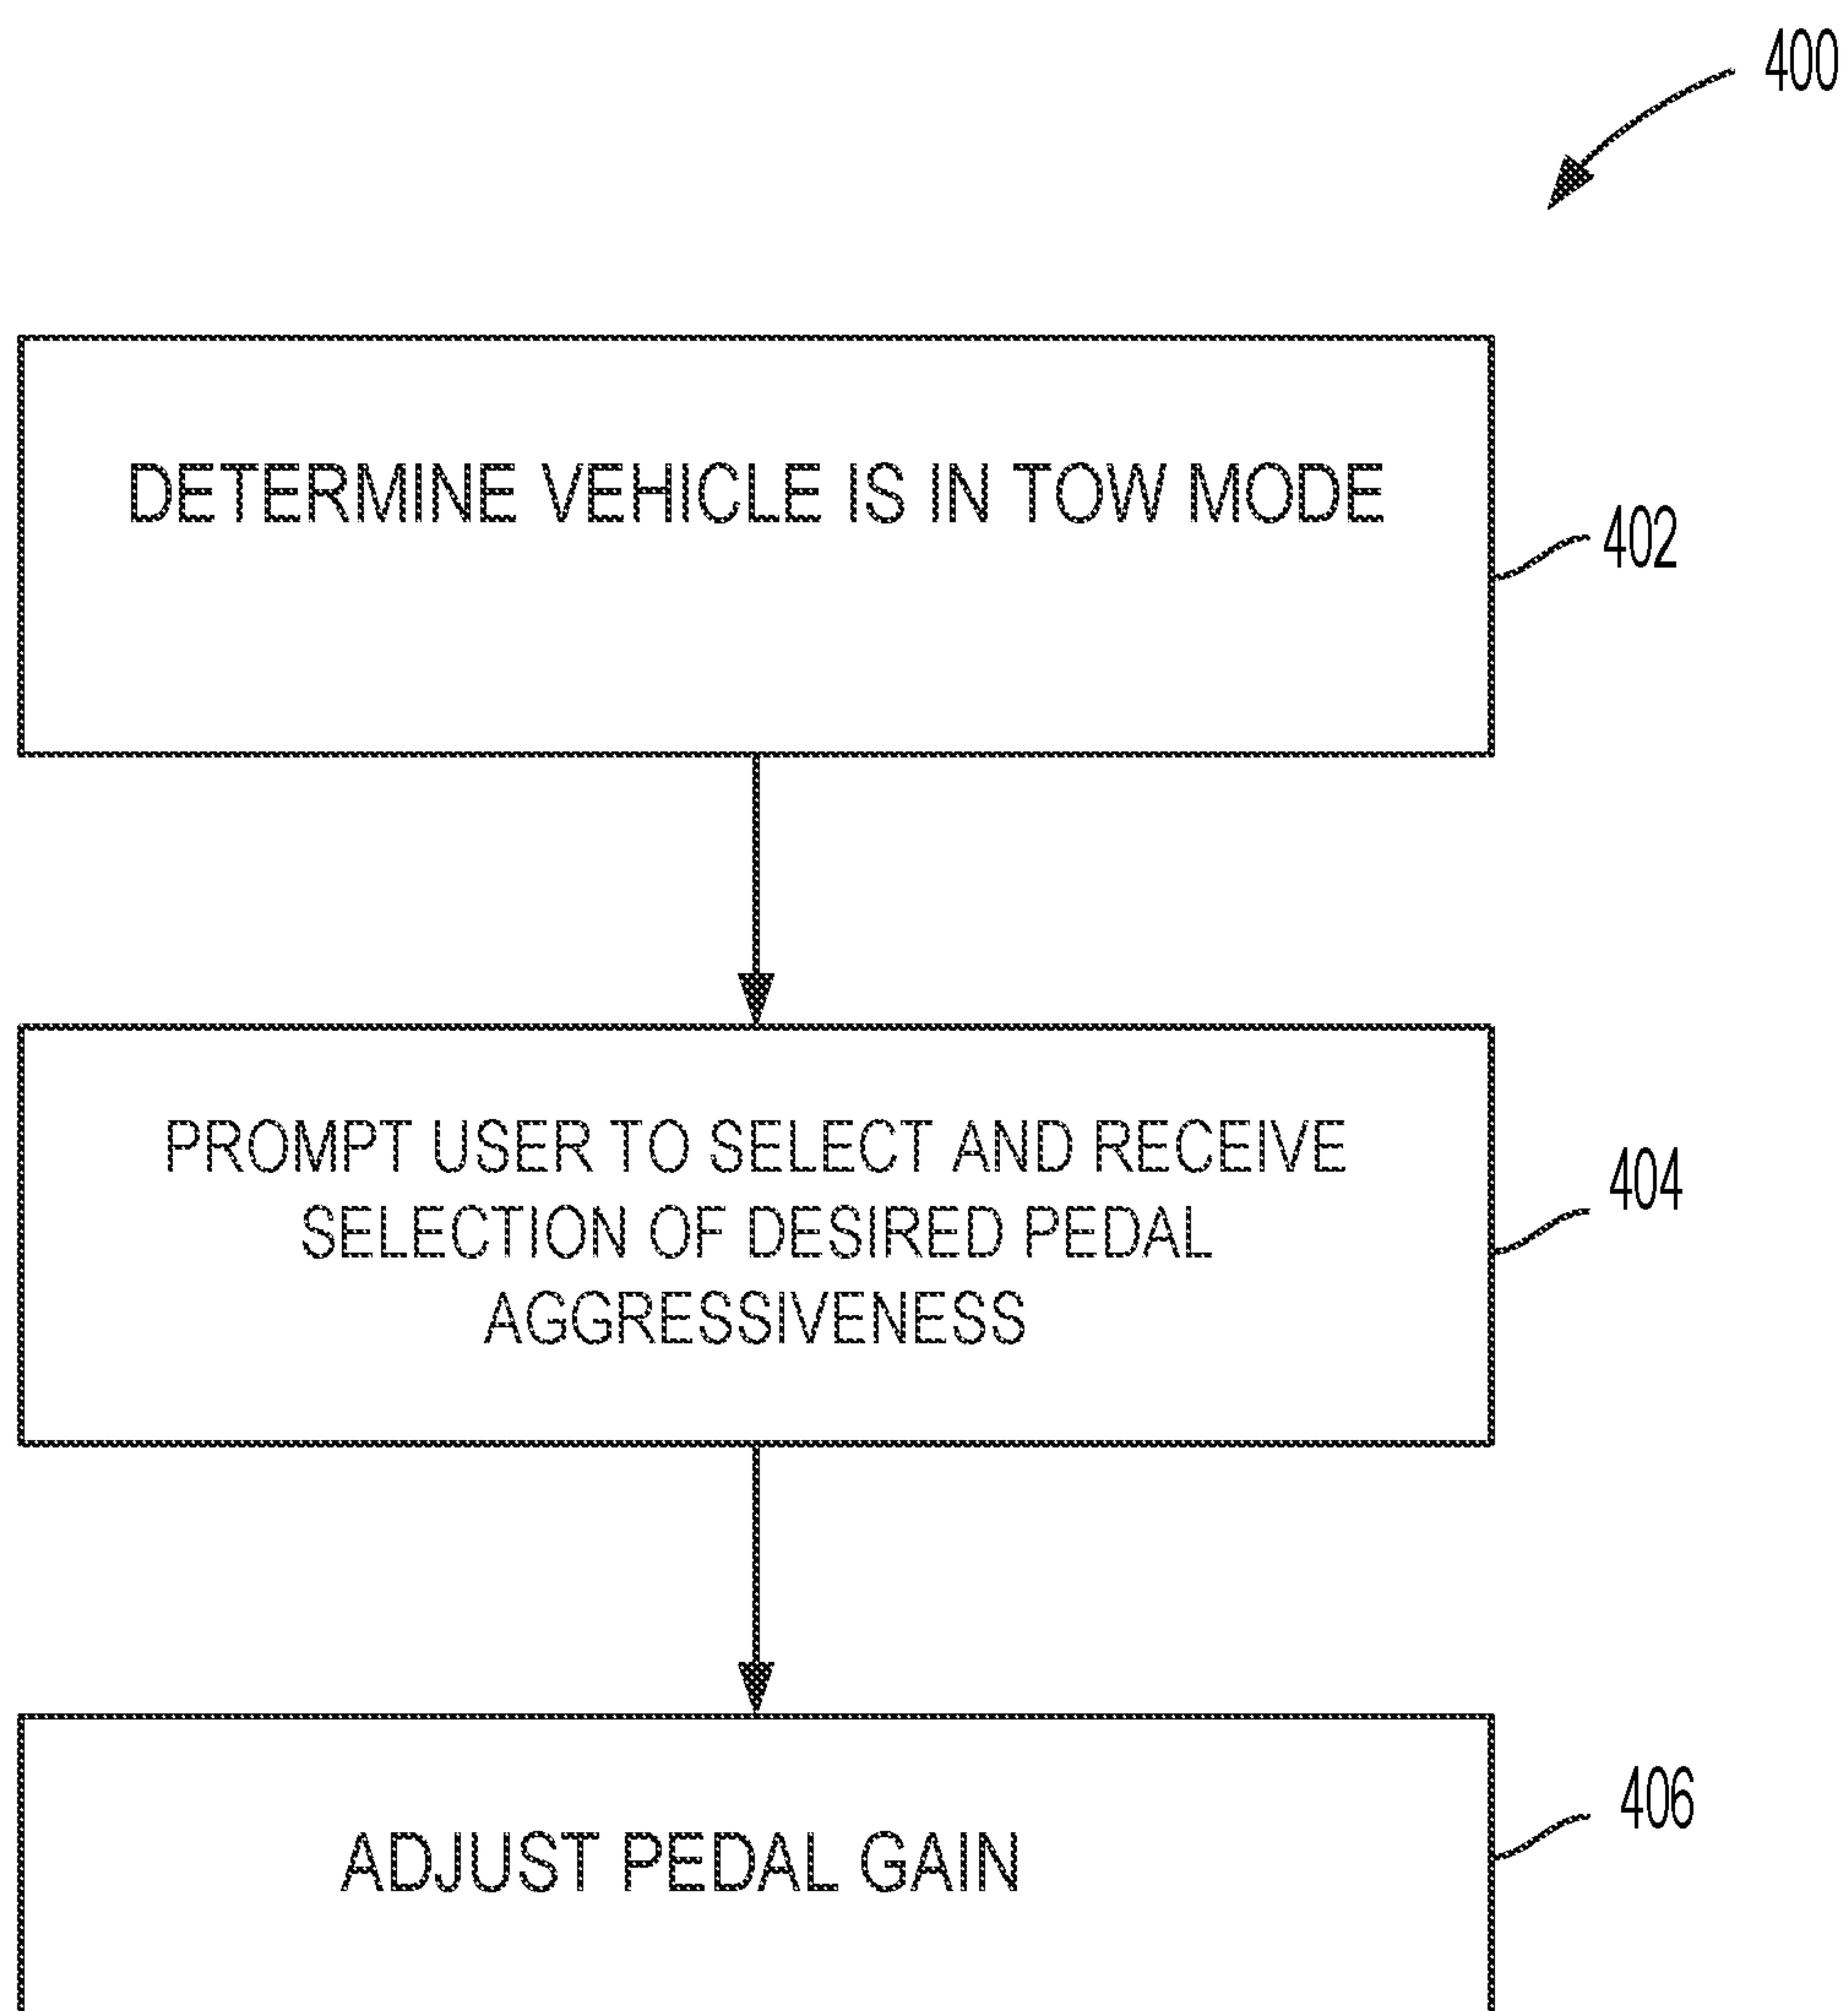 400
DETERMINE VEHICLE IS IN TOW MODE
402
PROMPT USER TO SELECT AND RECEIVE
SELECTION OF DESIRED PEDAL
AGGRESSIVENESS
404
ADJUST PEDAL GAIN
406